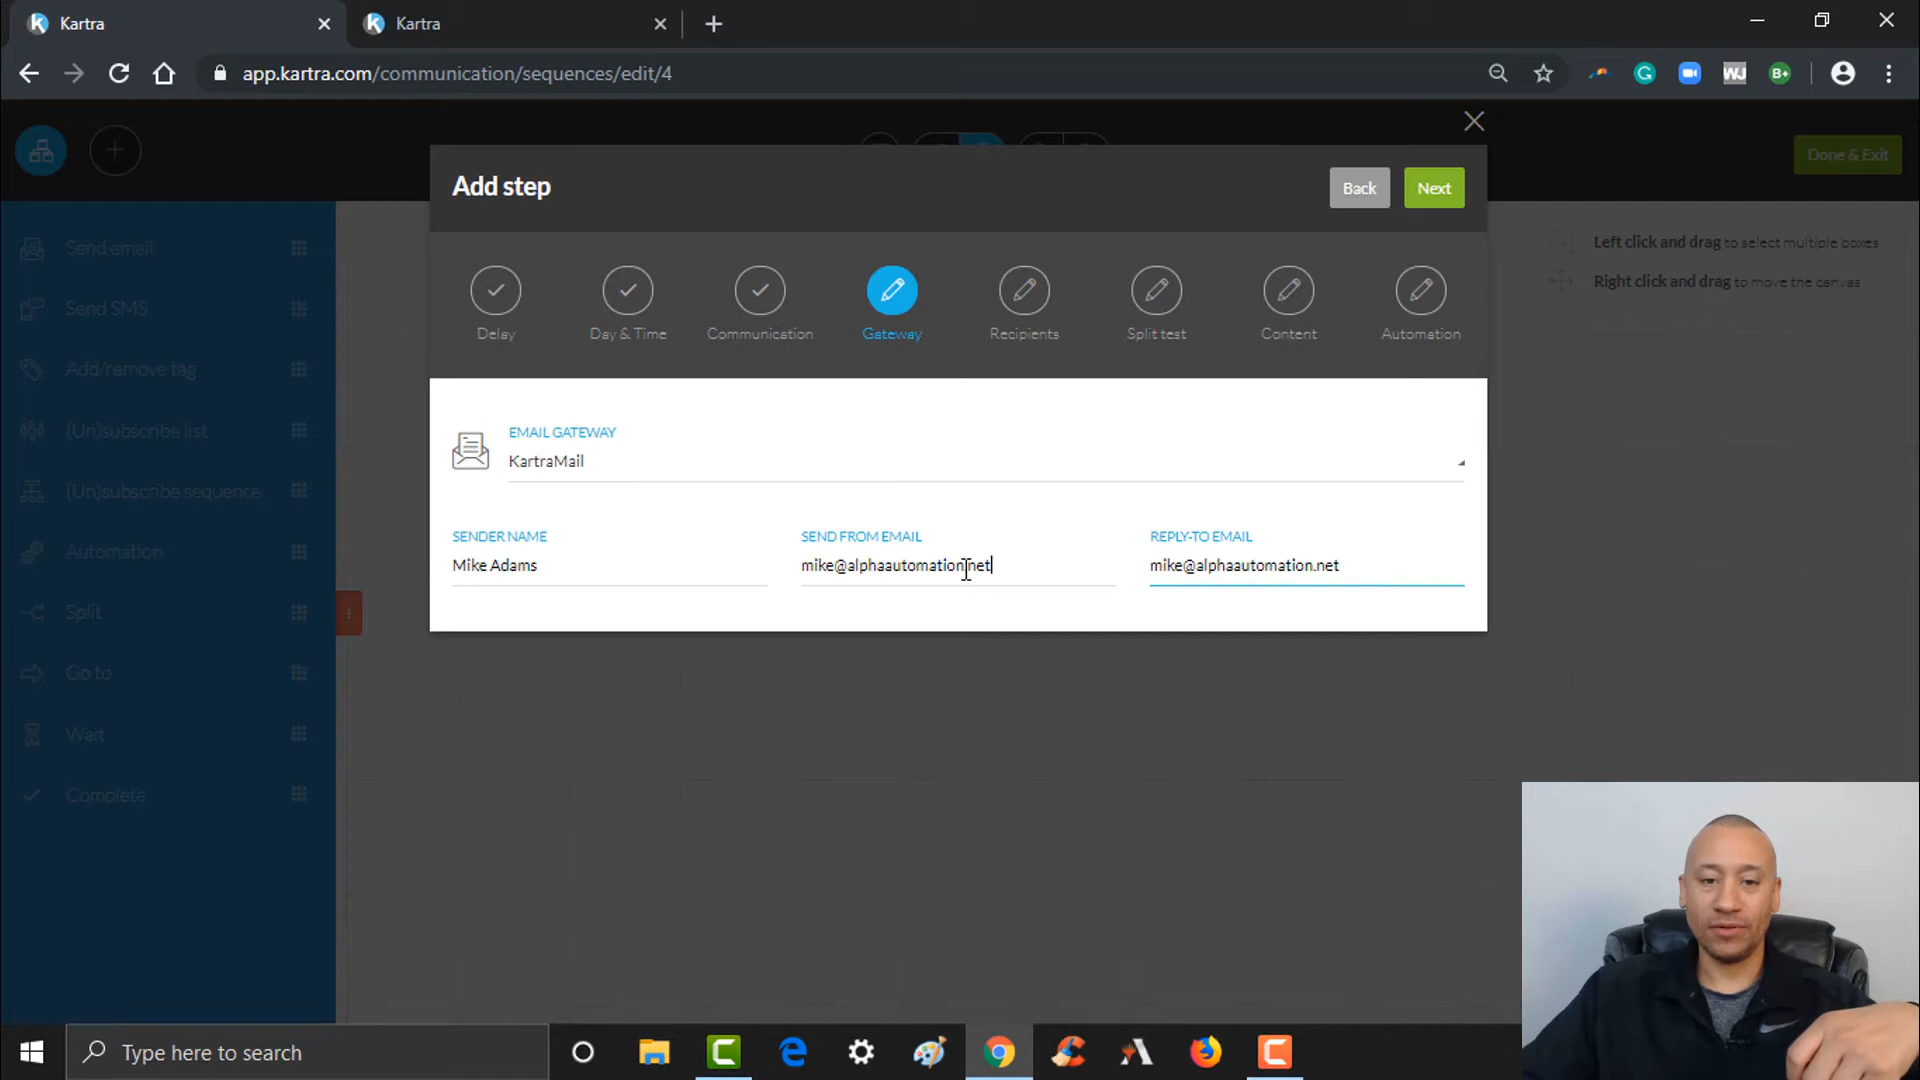 Kartra
Kartra
app.kartra.com/communication/sequences/edit/4
Add step
Back
Next
Done & Exit
Delay
Day & Time
Communication
Gateway
Recipients
Split test
Content
Automation
EMAIL GATEWAY
KartraMail
SENDER NAME
SEND FROM EMAIL
REPLY-TO EMAIL
Mike Adams
mike@alphaautomation.net
mike@alphaautomation.net
Send email
Send SMS
Add/remove tag
(Un)subscribe list
(Un)subscribe sequence
Automation
Split
Go to
Wait
Complete
Left click and drag to select multiple boxes
Right click and drag to move the canvas
Type here to search